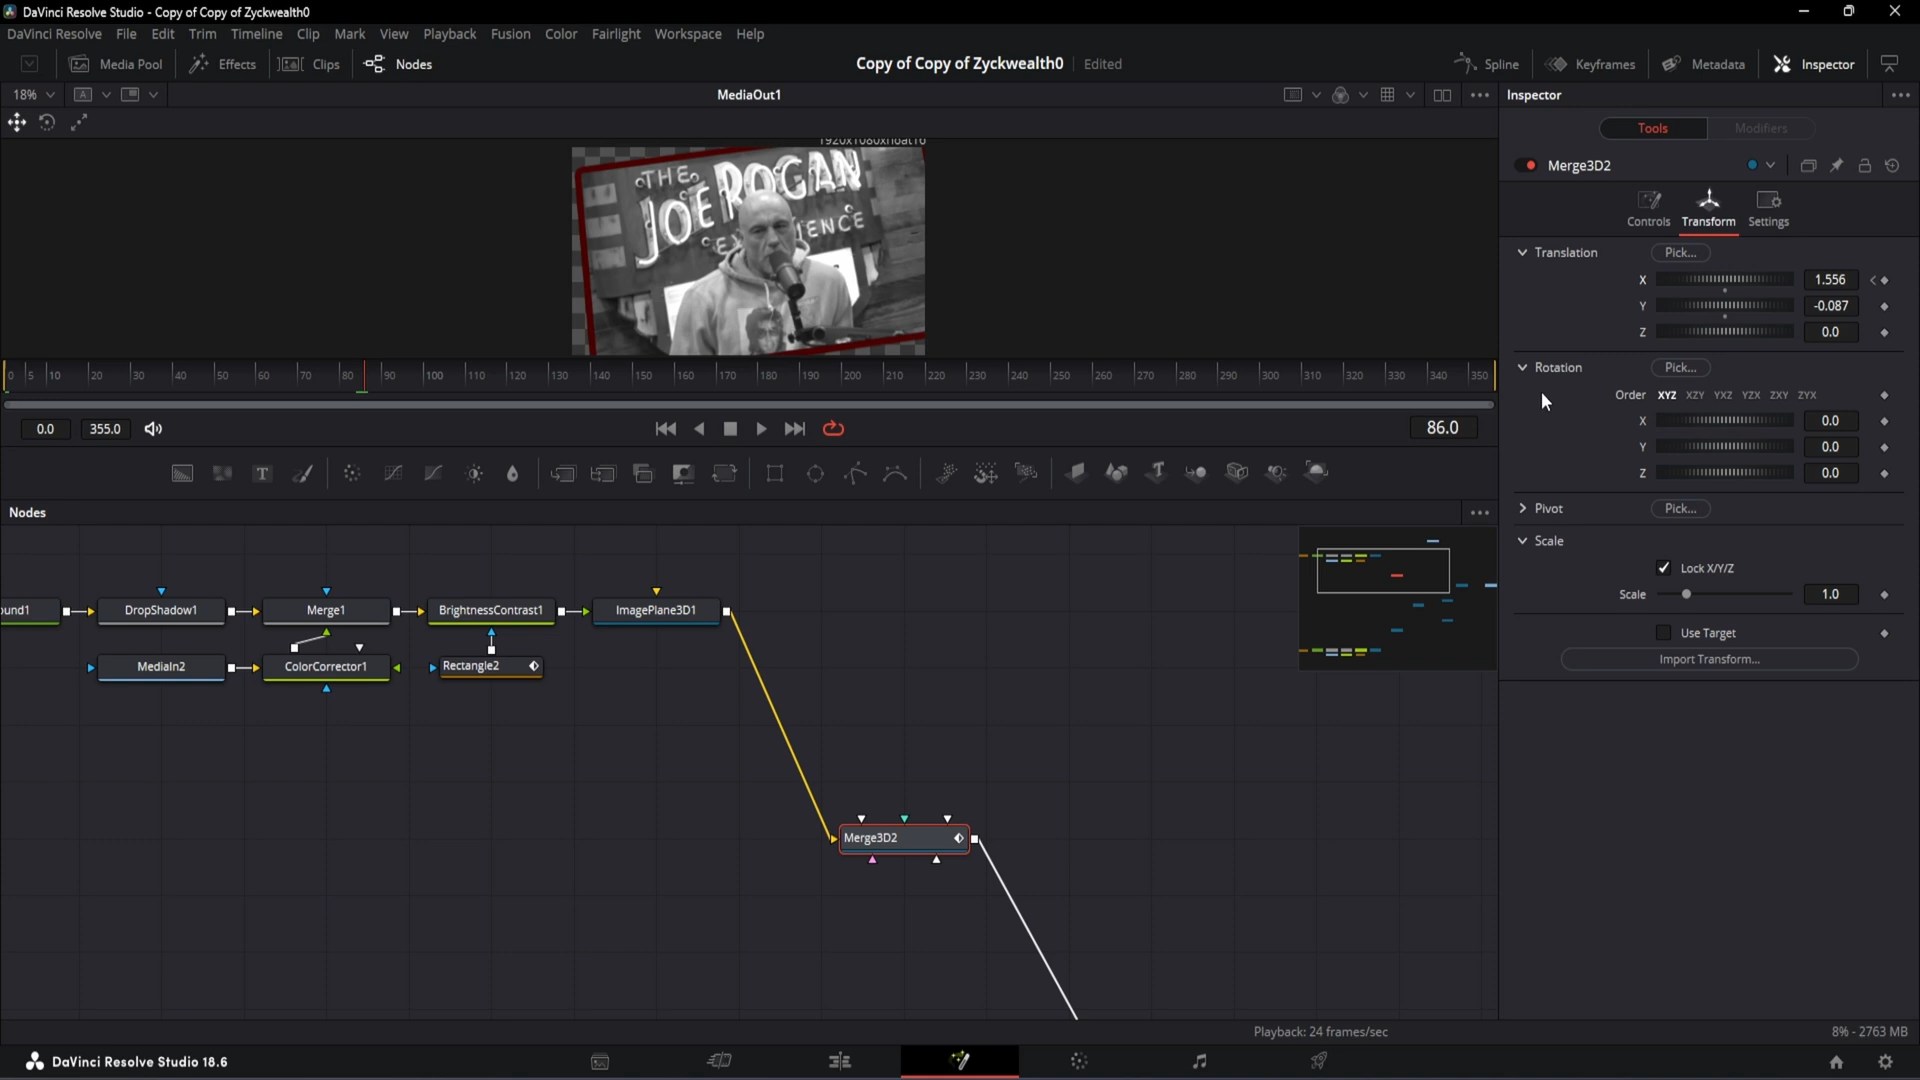 DaVinci Resolve Studio - Copy of Copy of Zyckwealth0
DaVinci Resolve File Edit Trim Timeline Clip Mark View Playback Fusion Color Fairlight Workspace Help
Media Pool Effects Clips Nodes Copy of Copy of Zyckwealth0 Edited Spline Keyframes Metadata Inspector
18% A MediaOut1 Inspector
Tools Modifiers
1920x1080xfloat16
Merge3D2
THE
JOE ROGAN
Controls Transform Settings
Translation Pick...
X 1.556
Y -0.087
Z 0.0
0 5 10 20 30 40 50 60 70 80 90 100 110 120 130 140 150 160 170 180 190 200 210 220 230 240 250 260 270 280 290 300 310 320 330 340 350
Rotation Pick...
Order XYZ XZY YXZ YZX ZXY ZYX
X 0.0
0.0 355.0 86.0
Y 0.0
Z 0.0
Nodes
Pivot Pick...
Scale
Lock X/Y/Z
Scale 1.0
Use Target
Import Transform...
ound1 DropShadow1 Merge1 BrightnessContrast1 ImagePlane3D1
MediaIn2 ColorCorrector1 Rectangle2
Merge3D2
Playback: 24 frames/sec 8% - 2763 MB
DaVinci Resolve Studio 18.6